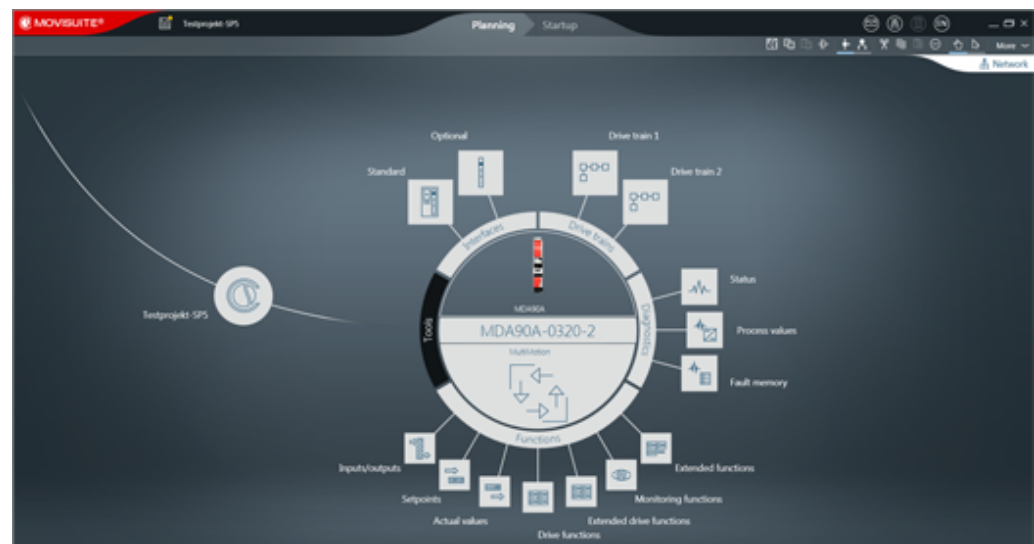 MOVISUITE®
Testprojekt-SPS
Planning
Startup
More
Network
Optional
Drive train 1
Standard
Drive train 2
Interfaces
Drive trains
Status
MDA90A
Testprojekt-SPS
Tools
MDA90A-0320-2
Diagnostics
Process values
MultiMotion
Fault memory
Functions
Inputs/outputs
Extended functions
Setpoints
Monitoring functions
Actual values
Extended drive functions
Drive functions